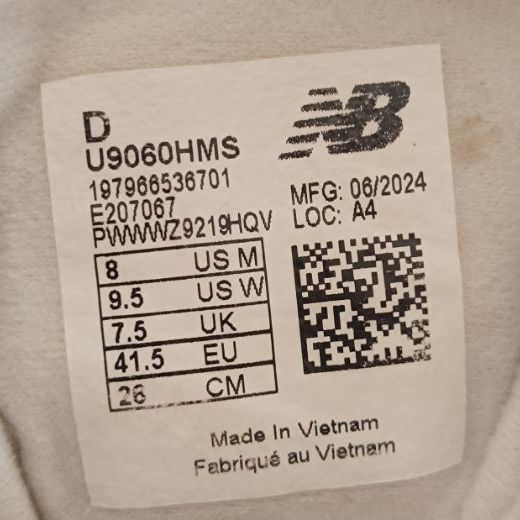 D
NB
U9060HMS
197966536701
E207067
PWWWZ9219HQV
MFG: 06/2024
LOC: A4
8 US M
9.5 US W
7.5 UK
41.5 EU
26 CM
Made In Vietnam
Fabriqué au Vietnam